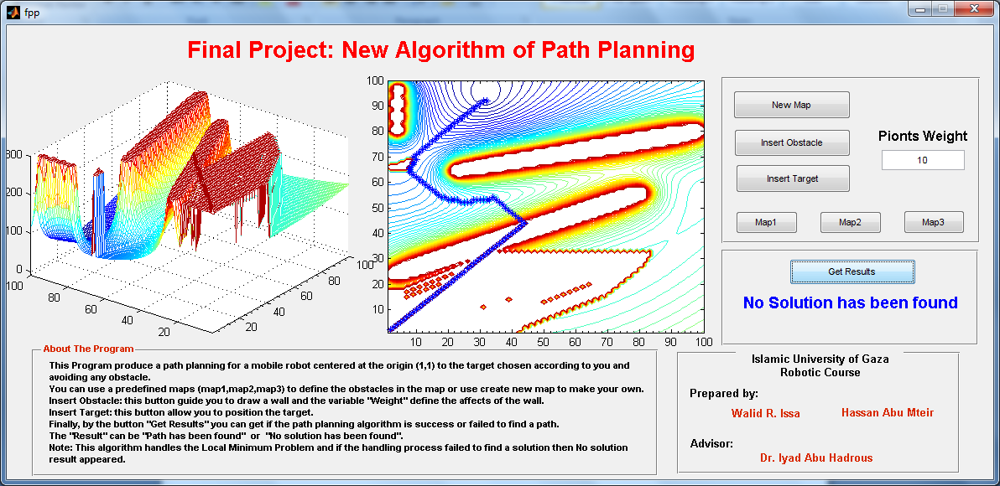 fpp
Final Project: New Algorithm of Path Planning
300
200
100
0
100
80
60
40
20
20
40
60
80
100
100
90
80
70
60
50
40
30
20
10
10 20 30 40 50 60 70 80 90 100
New Map
Insert Obstacle
Insert Target
Pionts Weight
10
Map1 Map2 Map3
Get Results
No Solution has been found
About The Program
This Program produce a path planning for a mobile robot centered at the origin (1,1) to the target chosen according to you and
avoiding any obstacle.
You can use a predefined maps (map1,map2,map3) to define the obstacles in the map or use create new map to make your own.
Insert Obstacle: this button guide you to draw a wall and the variable "Weight" define the affects of the wall.
Insert Target: this button allow you to position the target.
Finally, by the button "Get Results" you can get if the path planning algorithm is success or failed to find a path.
The "Result" can be "Path has been found" or "No solution has been found".
Note: This algorithm handles the Local Minimum Problem and if the handling process failed to find a solution then No solution
result appeared.
Islamic University of Gaza
Robotic Course
Prepared by:
Walid R. Issa Hassan Abu Mteir
Advisor:
Dr. Iyad Abu Hadrous